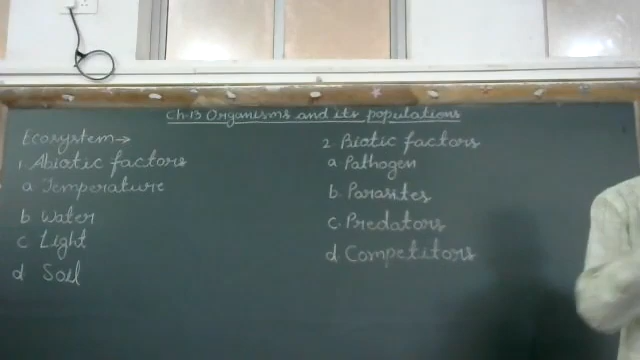 Ch.13 Organisms and its populations
Ecosystem→
1. Abiotic factors
a Temperature
b Water
c Light
d Soil
2 Biotic factors
a Pathogen
b. Parasites
c. Predators
d. Competitors